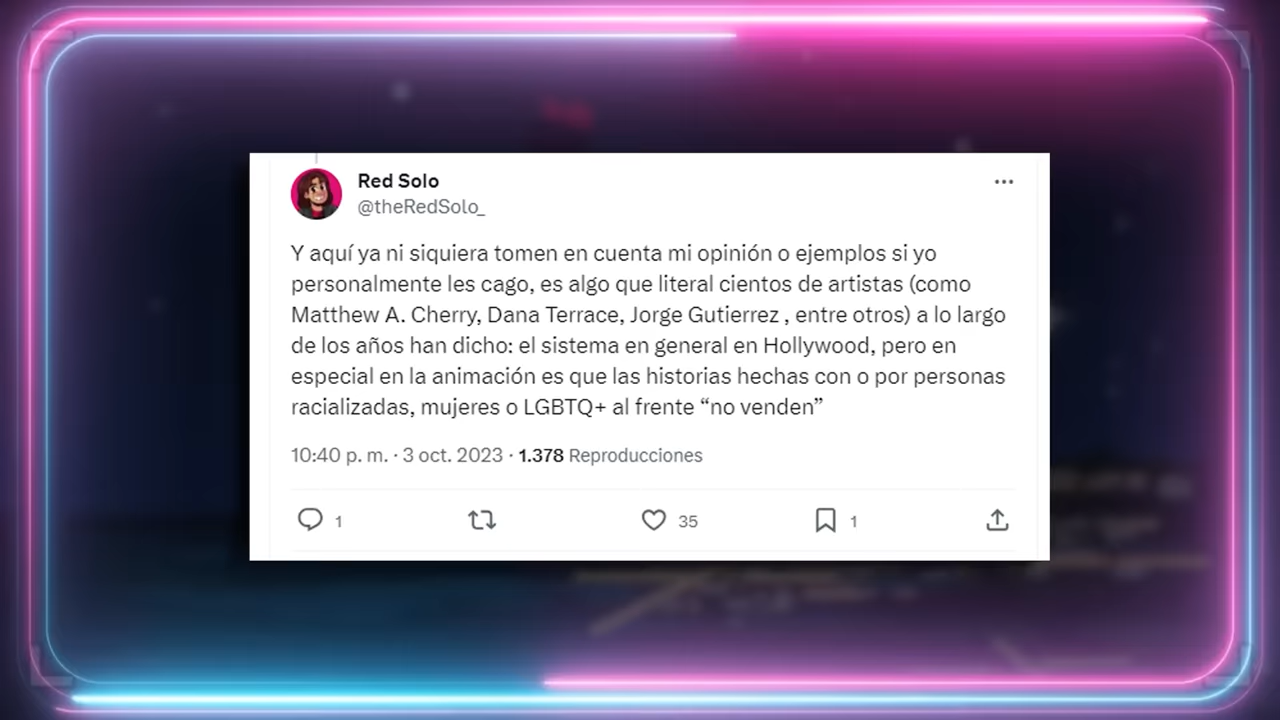 Red Solo
@theRedSolo_
Y aquí ya ni siquiera tomen en cuenta mi opinión o ejemplos si yo
personalmente les cago, es algo que literal cientos de artistas (como
Matthew A. Cherry, Dana Terrace, Jorge Gutierrez , entre otros) a lo largo
de los años han dicho: el sistema en general en Hollywood, pero en
especial en la animación es que las historias hechas con o por personas
racializadas, mujeres o LGBTQ+ al frente “no venden”
10:40 p. m. · 3 oct. 2023 · 1.378 Reproducciones
1 35 1